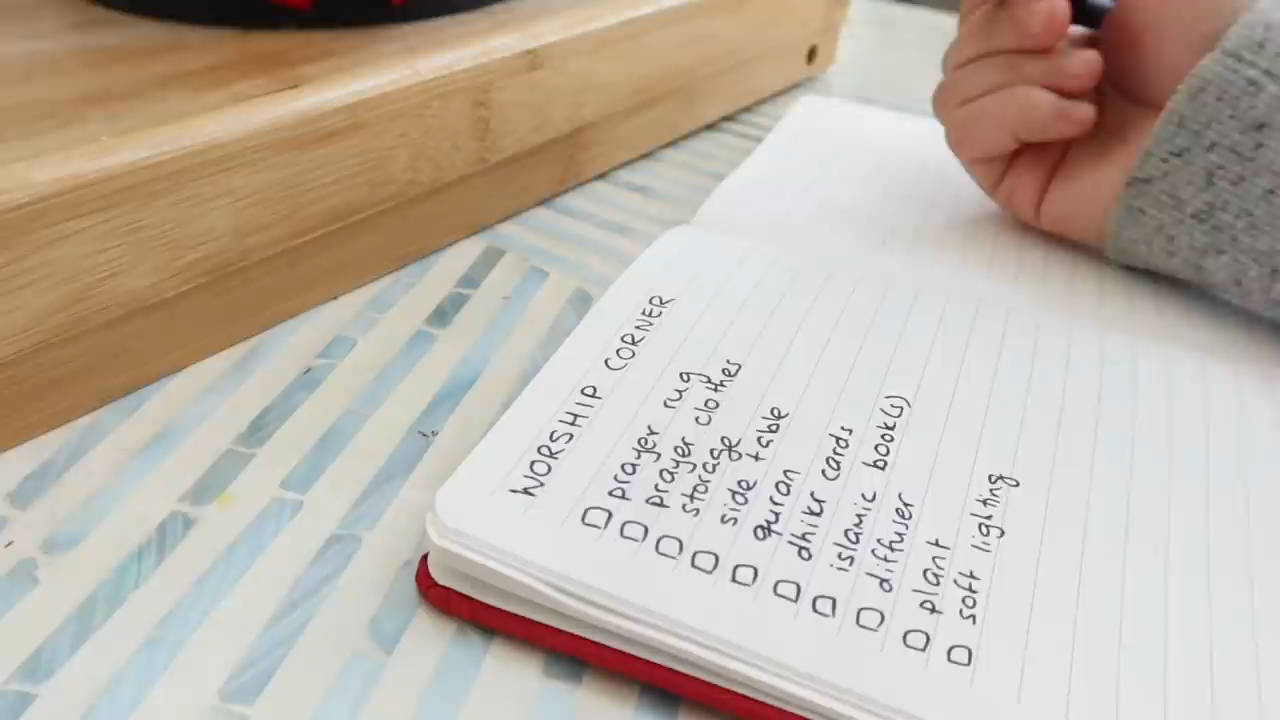 WORSHIP CORNER
prayer rug
prayer clothes
storage
side table
quran
dhikr cards
islamic book(s)
diffuser
plant
soft lighting